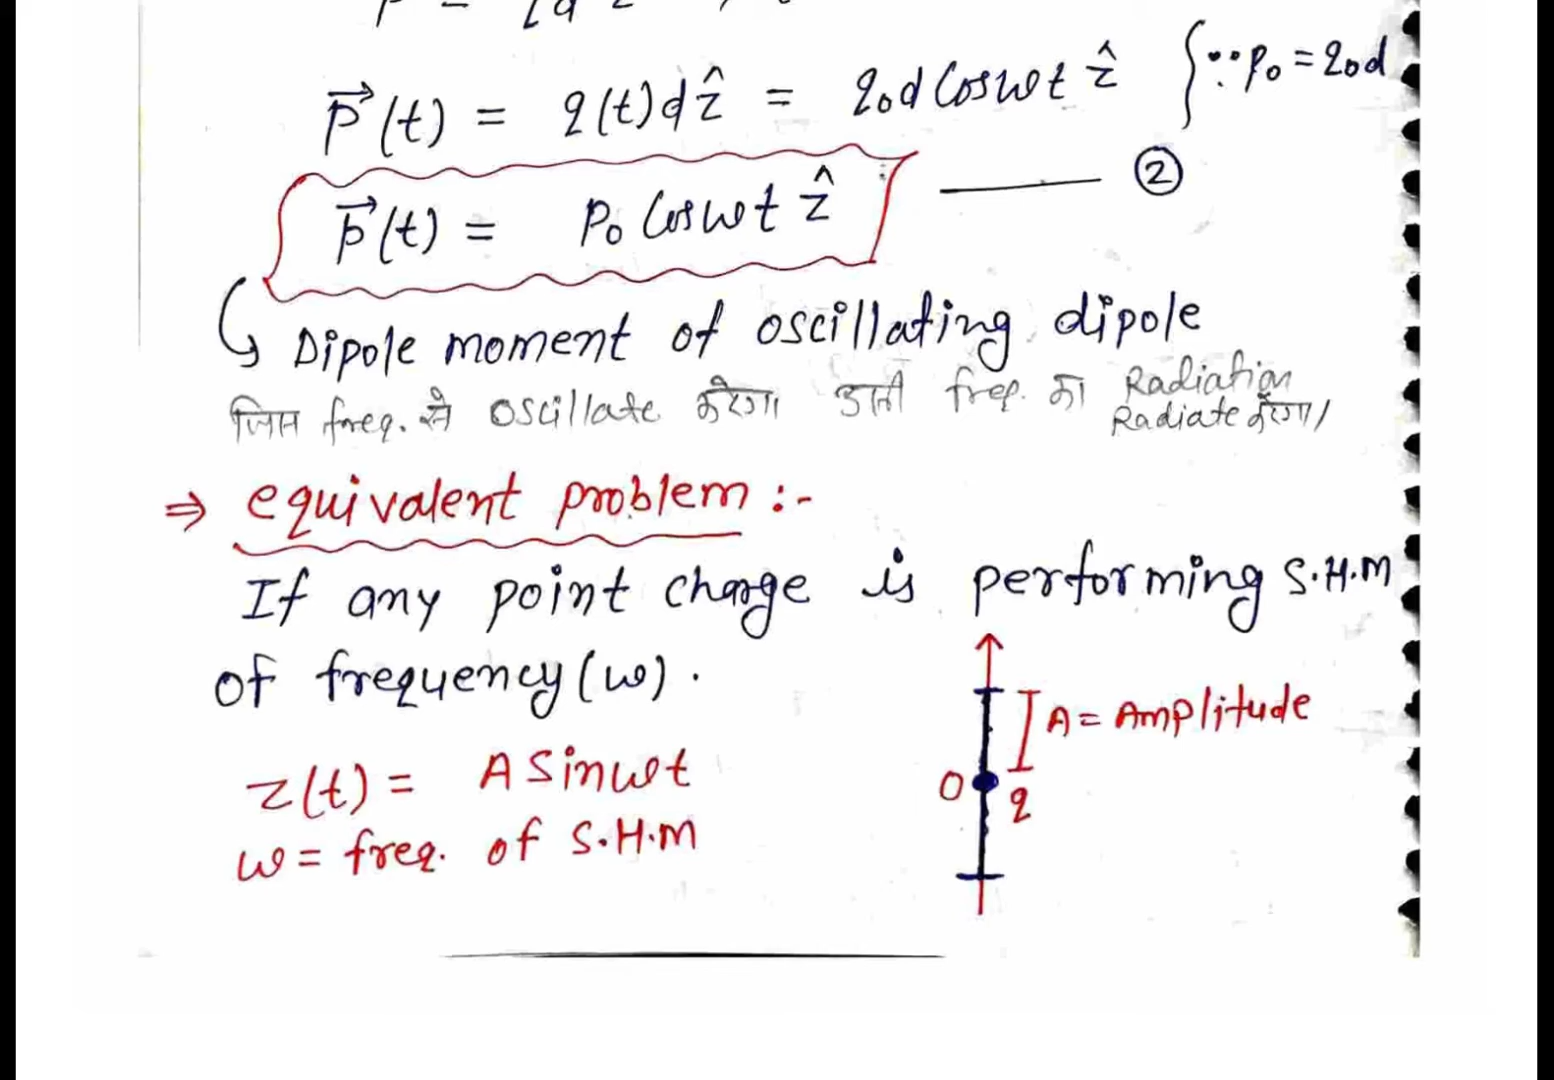 P⃗(t) = q(t)dẑ = q₀d Cosωt ẑ {∵ p₀ = q₀d
p⃗(t) = p₀ Cosωt ẑ —— ②
Dipole moment of oscillating dipole
जिस freq. से oscillate करेगा उसी freq. का Radiation
Radiate करेगा।
⇒ equivalent problem :-
If any point charge is performing S.H.M
of frequency (ω).
z(t) = A Sinωt
A = Amplitude
O q
ω = freq. of S.H.M